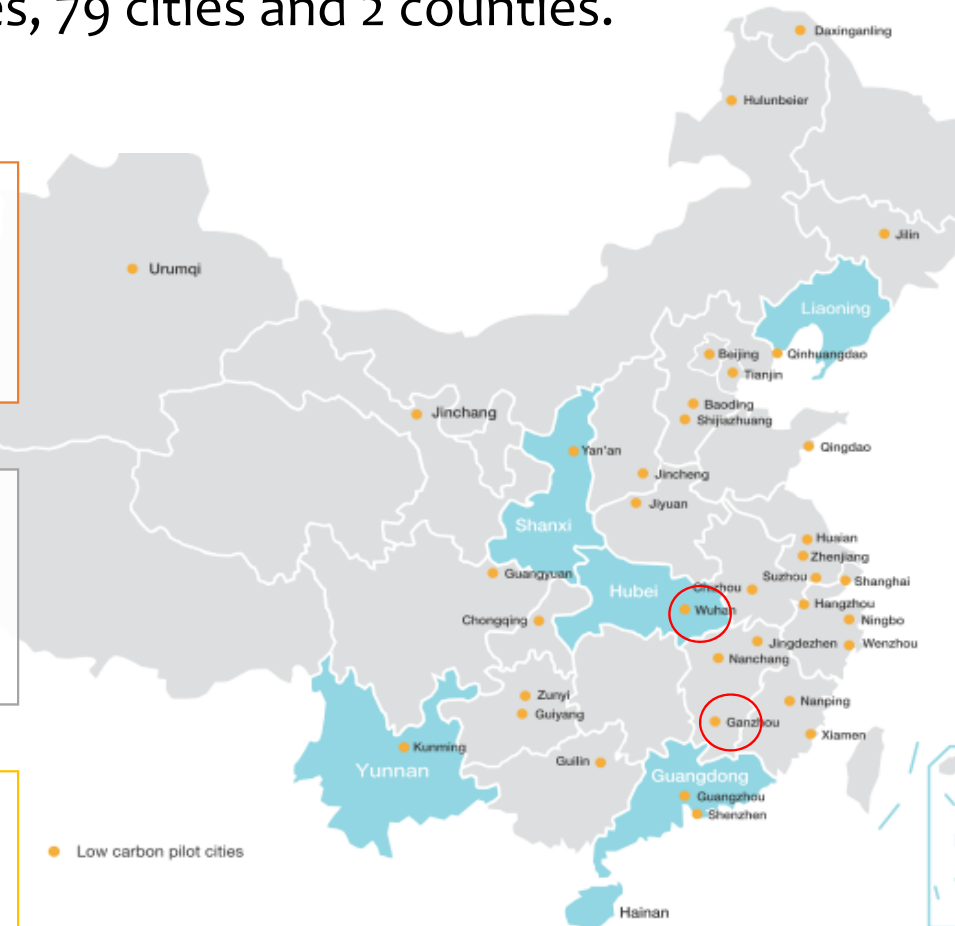 es, 79 cities and 2 counties.
Daxinganling
Hulunbeier
Jilin
Urumqi
Liaoning
Beijing
Qinhuangdao
Tianjin
Baoding
Jinchang
Shijiazhuang
Qingdao
Yan'an
Jincheng
Jiyuan
Shanxi
Huaian
Zhenjiang
Guangyuan
Suzhou
Shanghai
Chizhou
Hubei
Hangzhou
Wuhan
Chongqing
Ningbo
Jingdezhen
Wenzhou
Nanchang
Zunyi
Nanping
Guiyang
Ganzhou
Xiamen
Kunming
Guilin
Yunnan
Guangdong
Guangzhou
Shenzhen
Low carbon pilot cities
Hainan